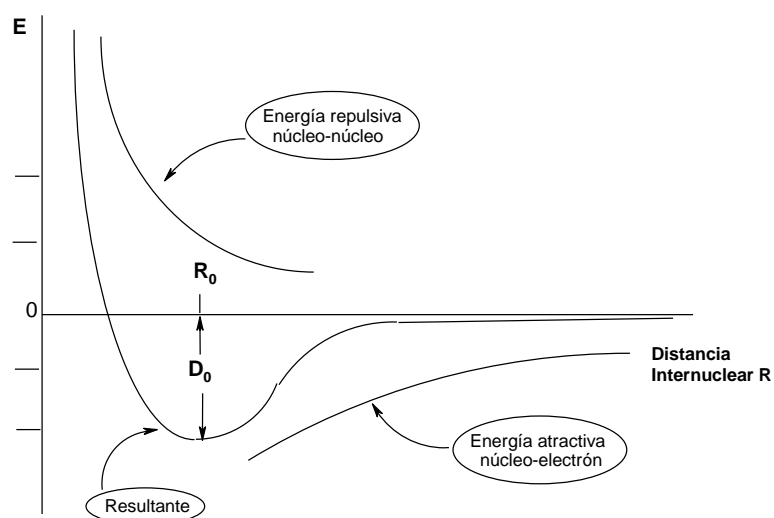 E
Energía repulsiva
núcleo-núcleo
R₀
0
D₀
Distancia
Internuclear R
Energía atractiva
núcleo-electrón
Resultante